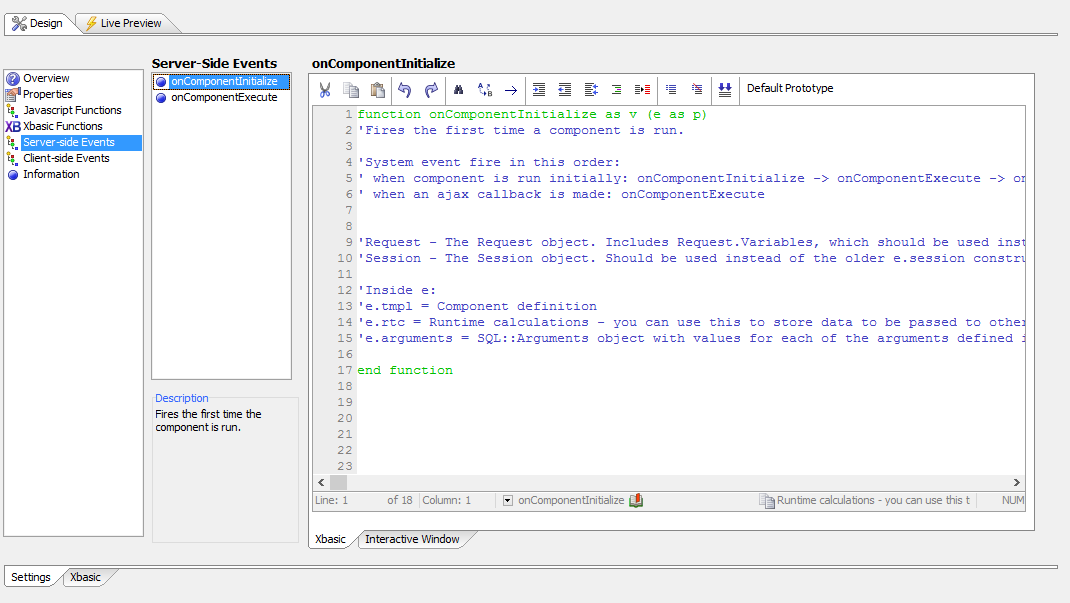 Design
Live Preview
Overview
Properties
Javascript Functions
XB Xbasic Functions
Server-side Events
Client-side Events
Information
Server-Side Events
onComponentInitialize
onComponentExecute
Description
Fires the first time the
component is run.
onComponentInitialize
Default Prototype
1 function onComponentInitialize as v (e as p)
2 'Fires the first time a component is run.
3
4 'System event fire in this order:
5 ' when component is run initially: onComponentInitialize -> onComponentExecute -> on
6 ' when an ajax callback is made: onComponentExecute
7
8
9 'Request - The Request object. Includes Request.Variables, which should be used inst
10 'Session - The Session object. Should be used instead of the older e.session constru
11
12 'Inside e:
13 'e.tmpl = Component definition
14 'e.rtc = Runtime calculations - you can use this to store data to be passed to other
15 'e.arguments = SQL::Arguments object with values for each of the arguments defined i
16
17 end function
18
19
20
21
22
23
Line: 1 of 18 Column: 1 onComponentInitialize Runtime calculations - you can use this t NUM
Xbasic
Interactive Window
Settings
Xbasic